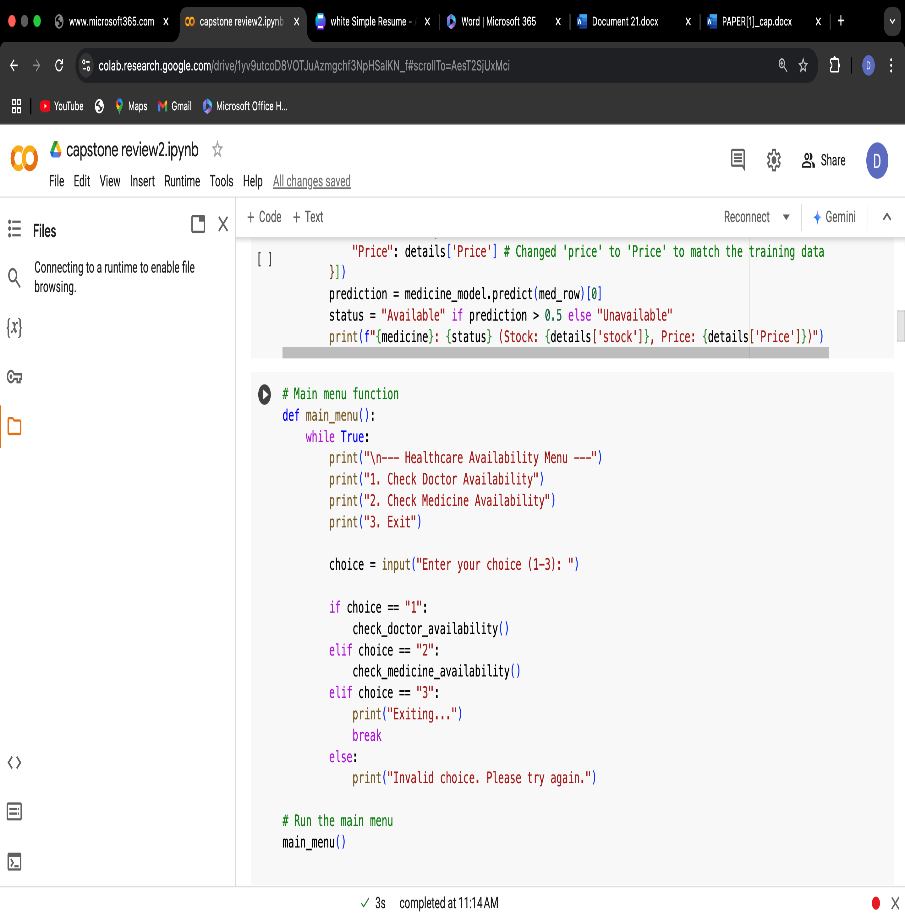 www.microsoft365.com
capstone review2.ipynb
white Simple Resume -
Word | Microsoft 365
Document 21.docx
PAPER[1]_cap.docx
colab.research.google.com/drive/1yv9utcoD8VOTJuAzmgchf3NpHSalKN_f#scrollTo=AesT2SjUxMci
D
YouTube
Maps
Gmail
Microsoft Office H...
capstone review2.ipynb
File Edit View Insert Runtime Tools Help All changes saved
Share
D
Files
Connecting to a runtime to enable file
browsing.
{x}
+ Code + Text
Reconnect
Gemini
[ ]
"Price": details['Price'] # Changed 'price' to 'Price' to match the training data
}])
prediction = medicine_model.predict(med_row)[0]
status = "Available" if prediction > 0.5 else "Unavailable"
print(f"{medicine}: {status} (Stock: {details['stock']}, Price: {details['Price']})")
# Main menu function
def main_menu():
    while True:
        print("\n--- Healthcare Availability Menu ---")
        print("1. Check Doctor Availability")
        print("2. Check Medicine Availability")
        print("3. Exit")
        choice = input("Enter your choice (1-3): ")
        if choice == "1":
            check_doctor_availability()
        elif choice == "2":
            check_medicine_availability()
        elif choice == "3":
            print("Exiting...")
            break
        else:
            print("Invalid choice. Please try again.")
# Run the main menu
main_menu()
✓ 3s completed at 11:14 AM